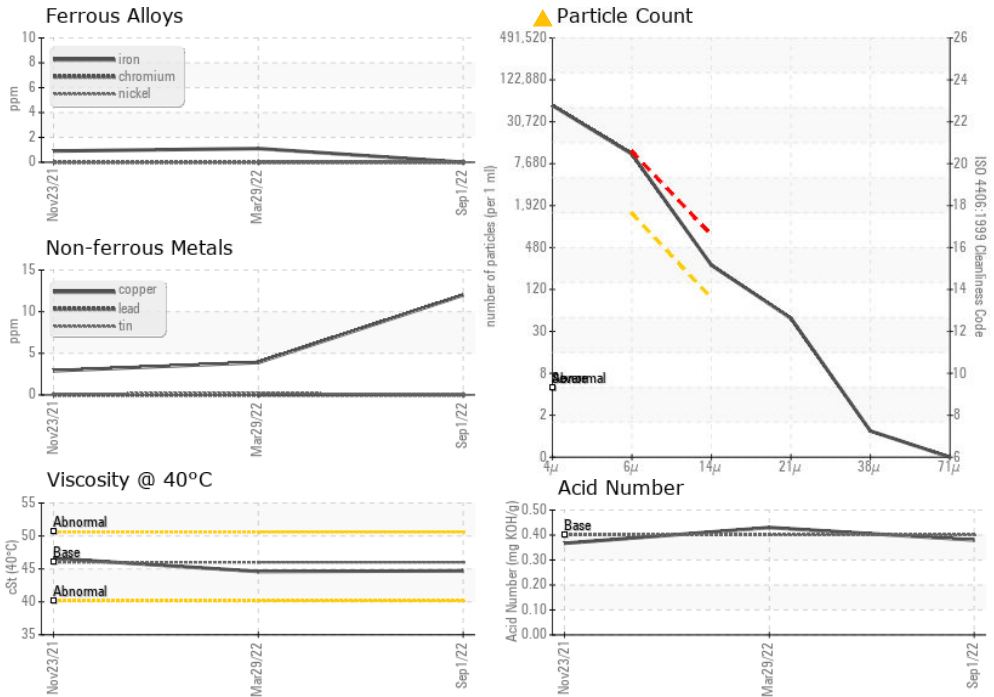 Ferrous Alloys
10
8
6
4
2
0
ppm
iron
chromium
nickel
Nov23/21
Mar29/22
Sep1/22
Non-ferrous Metals
15
10
5
0
ppm
copper
lead
tin
Nov23/21
Mar29/22
Sep1/22
Viscosity @ 40°C
55
50
45
40
35
cSt (40°C)
Abnormal
Base
Abnormal
Nov23/21
Mar29/22
Sep1/22
Particle Count
491,520
122,880
30,720
7,680
1,920
480
120
30
8
2
0
number of particles (per 1 ml)
26
24
22
20
18
16
14
12
10
8
6
ISO 4406:1999 Cleanliness Code
Abnormal
4µ
6µ
14µ
21µ
38µ
71µ
Acid Number
0.50
0.40
0.30
0.20
0.10
0.00
Acid Number (mg KOH/g)
Base
Nov23/21
Mar29/22
Sep1/22